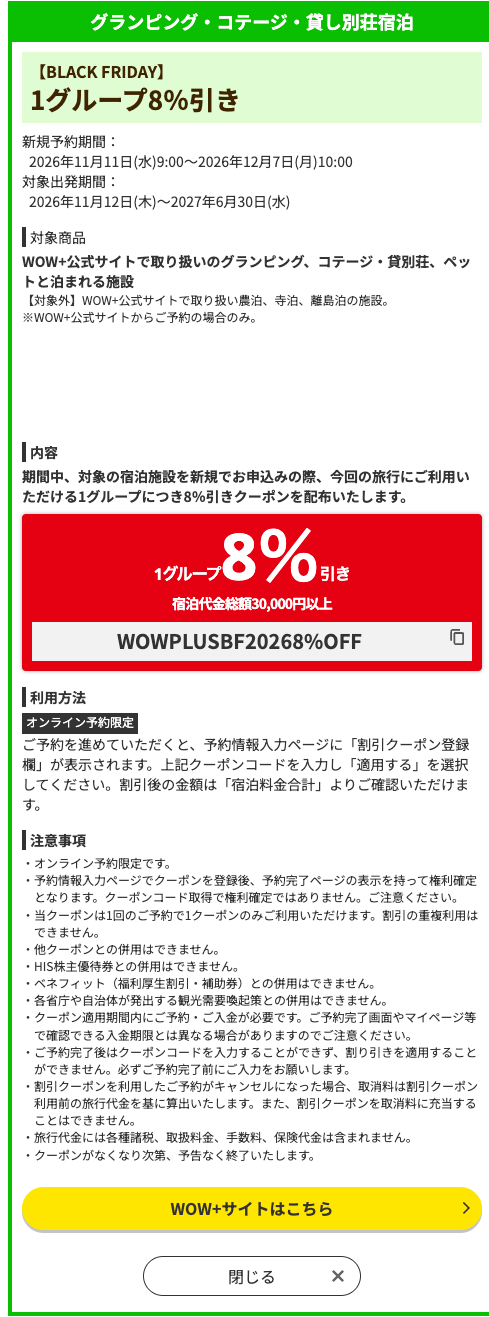 グランピング・コテージ・貸し別荘宿泊
【BLACK FRIDAY】
1グループ8%引き
新規予約期間：
2026年11月11日(水)9:00～2026年12月7日(月)10:00
対象出発期間：
2026年11月12日(木)～2027年6月30日(水)
対象商品
WOW+公式サイトで取り扱いのグランピング、コテージ・貸別荘、ペッ
トと泊まれる施設
【対象外】WOW+公式サイトで取り扱い農泊、寺泊、離島泊の施設。
※WOW+公式サイトからご予約の場合のみ。
内容
期間中、対象の宿泊施設を新規でお申込みの際、今回の旅行にご利用い
ただける1グループにつき8%引きクーポンを配布いたします。
1グループ8%引き
宿泊代金総額30,000円以上
WOWPLUSBF20268%OFF
利用方法
オンライン予約限定
ご予約を進めていただくと、予約情報入力ページに「割引クーポン登録
欄」が表示されます。上記クーポンコードを入力し「適用する」を選択
してください。割引後の金額は「宿泊料金合計」よりご確認いただけま
す。
注意事項
・オンライン予約限定です。
・予約情報入力ページでクーポンを登録後、予約完了ページの表示を持って権利確定
となります。クーポンコード取得で権利確定ではありません。ご注意ください。
・当クーポンは1回のご予約で1クーポンのみご利用いただけます。割引の重複利用は
できません。
・他クーポンとの併用はできません。
・HIS株主優待券との併用はできません。
・ベネフィット（福利厚生割引・補助券）との併用はできません。
・各省庁や自治体が発出する観光需要喚起策との併用はできません。
・クーポン適用期間内にご予約・ご入金が必要です。ご予約完了画面やマイページ等
で確認できる入金期限とは異なる場合がありますのでご注意ください。
・ご予約完了後はクーポンコードを入力することができず、割り引きを適用すること
ができません。必ずご予約完了前にご入力をお願いします。
・割引クーポンを利用したご予約がキャンセルになった場合、取消料は割引クーポン
利用前の旅行代金を基に算出いたします。また、割引クーポンを取消料に充当する
ことはできません。
・旅行代金には各種諸税、取扱料金、手数料、保険代金は含まれません。
・クーポンがなくなり次第、予告なく終了いたします。
WOW+サイトはこちら
閉じる